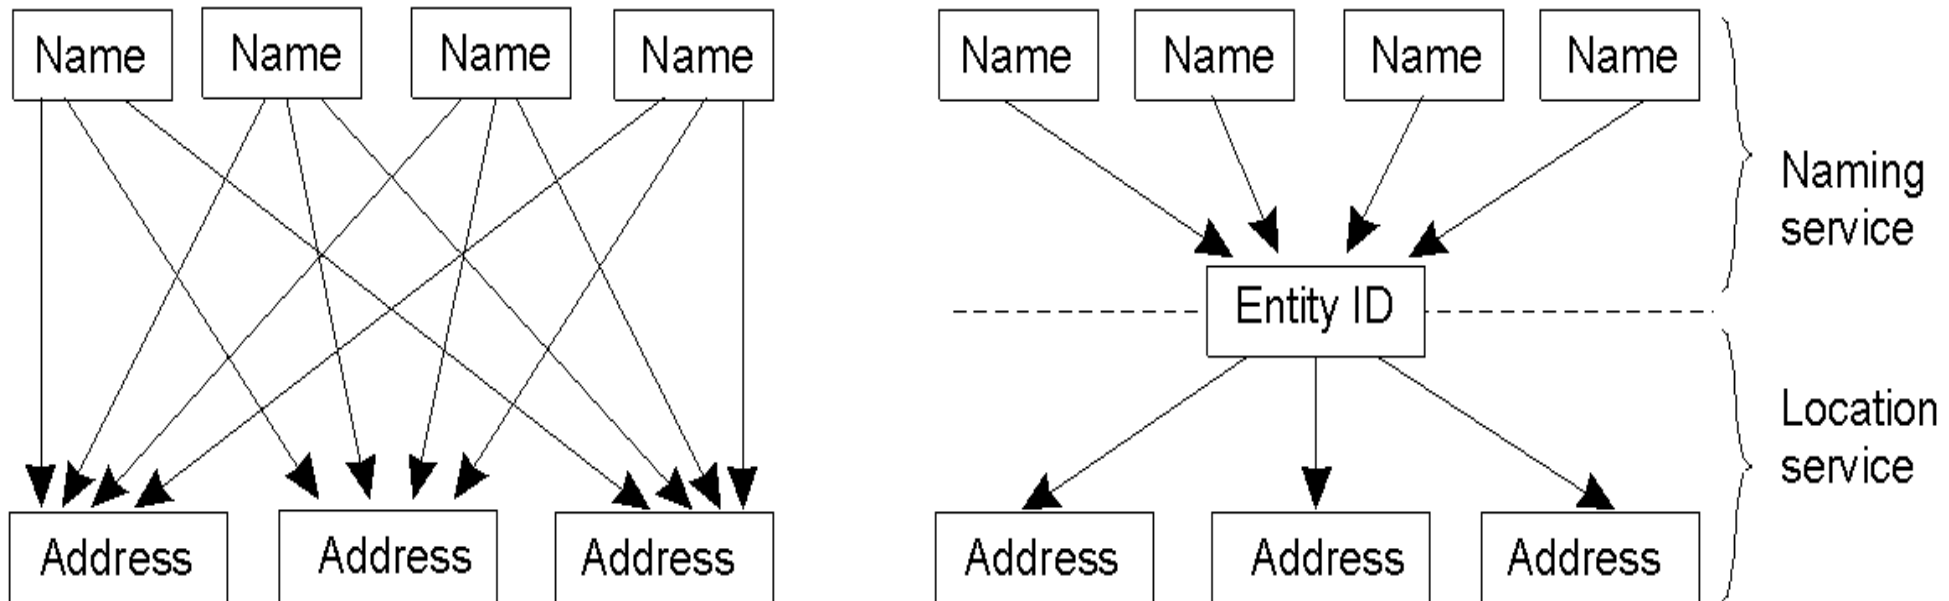 Name Name Name Name
Address Address Address
Name Name Name Name
Naming
service
Entity ID
Location
service
Address Address Address